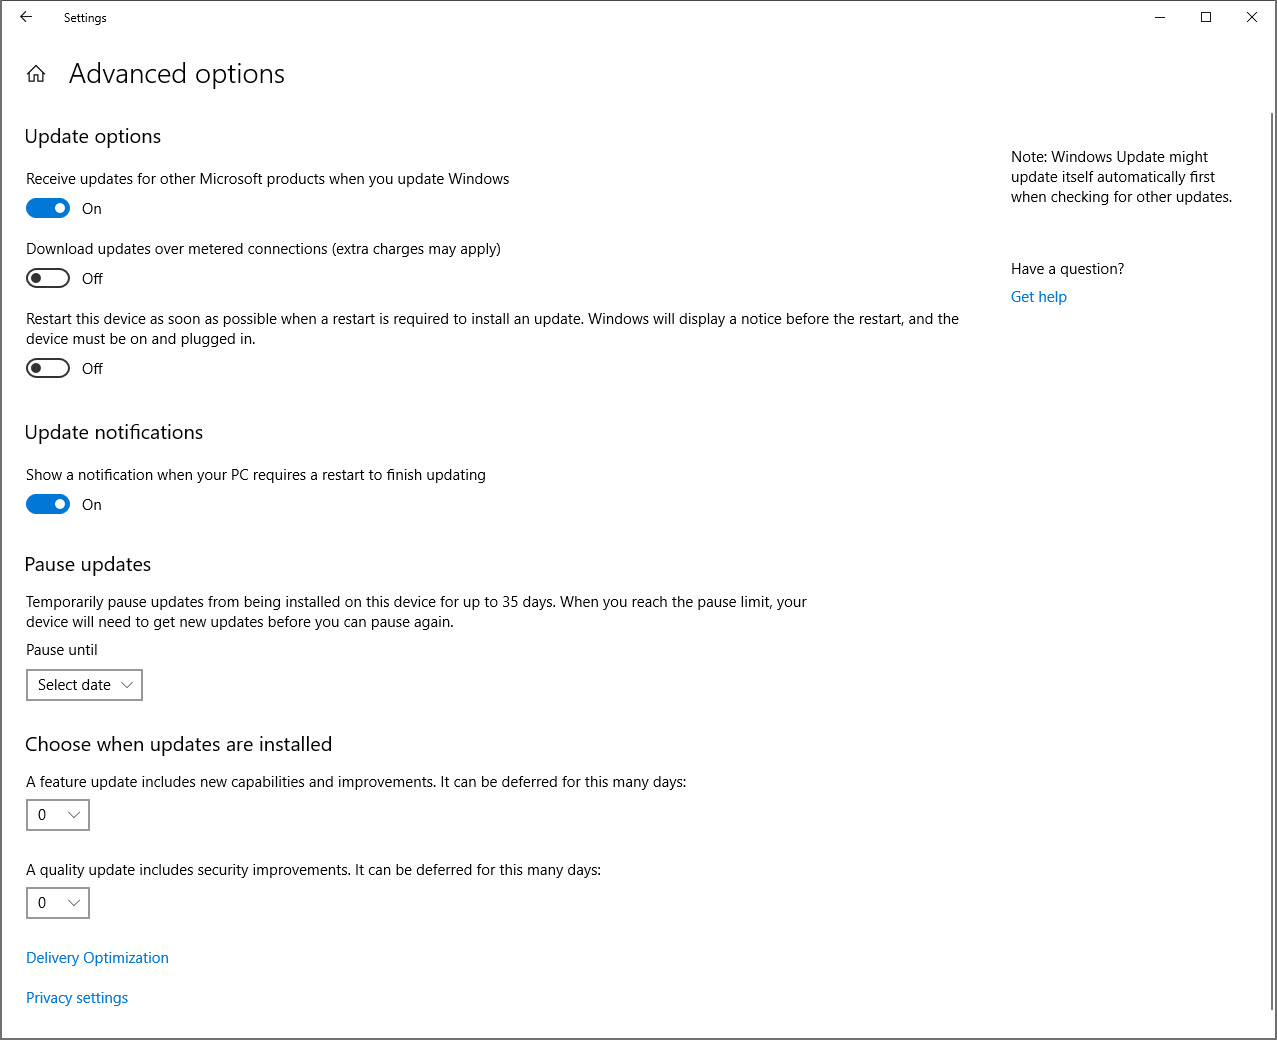 Settings
Advanced options
Update options
Receive updates for other Microsoft products when you update Windows
On
Download updates over metered connections (extra charges may apply)
Off
Restart this device as soon as possible when a restart is required to install an update. Windows will display a notice before the restart, and the
device must be on and plugged in.
Off
Update notifications
Show a notification when your PC requires a restart to finish updating
On
Pause updates
Temporarily pause updates from being installed on this device for up to 35 days. When you reach the pause limit, your
device will need to get new updates before you can pause again.
Pause until
Select date
Choose when updates are installed
A feature update includes new capabilities and improvements. It can be deferred for this many days:
0
A quality update includes security improvements. It can be deferred for this many days:
0
Delivery Optimization
Privacy settings
Note: Windows Update might
update itself automatically first
when checking for other updates.
Have a question?
Get help